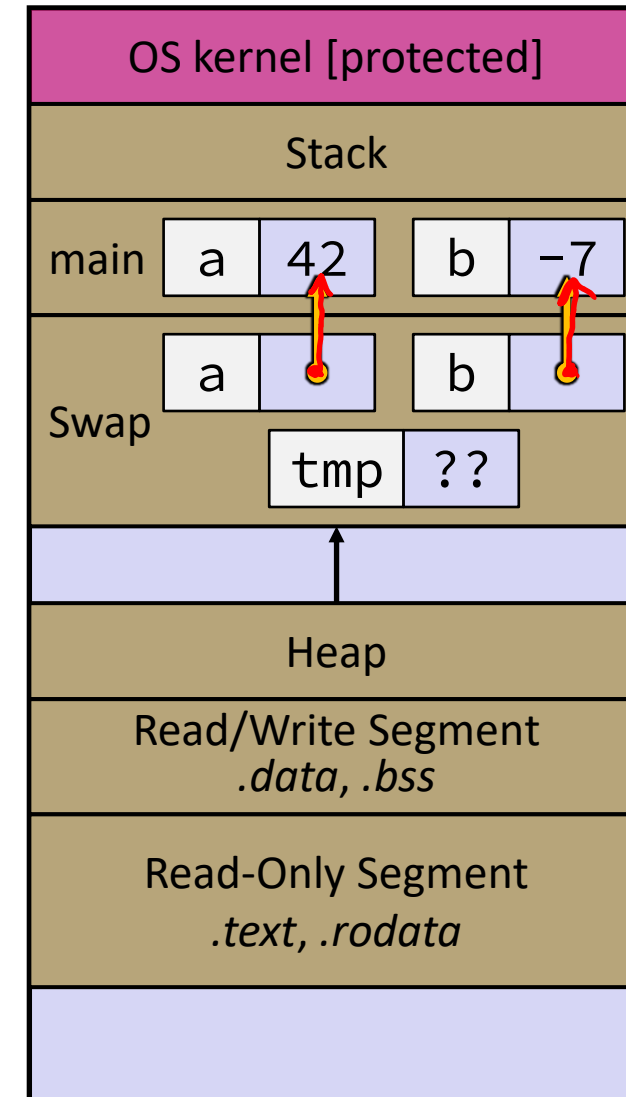 OS kernel [protected]
Stack
main a 42 b -7
a b
Swap
tmp ??
Heap
Read/Write Segment
.data, .bss
Read-Only Segment
.text, .rodata